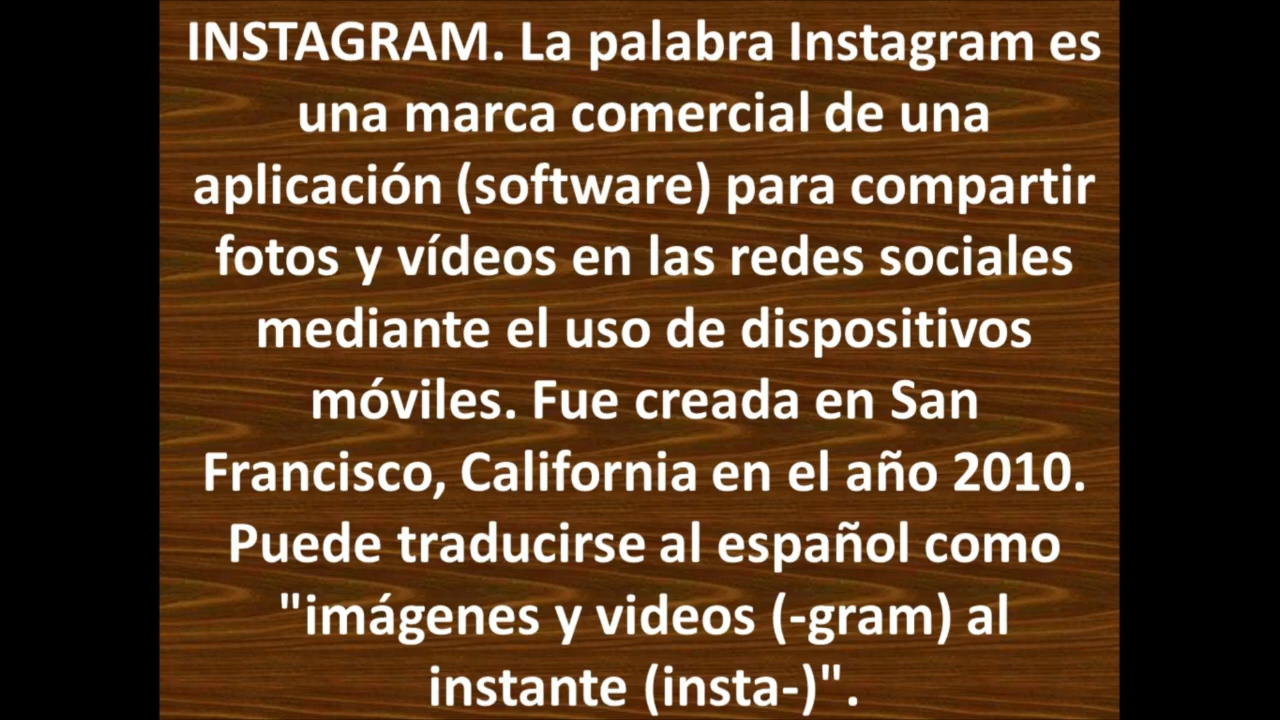 INSTAGRAM. La palabra Instagram es
una marca comercial de una
aplicación (software) para compartir
fotos y vídeos en las redes sociales
mediante el uso de dispositivos
móviles. Fue creada en San
Francisco, California en el año 2010.
Puede traducirse al español como
"imágenes y videos (-gram) al
instante (insta-)".